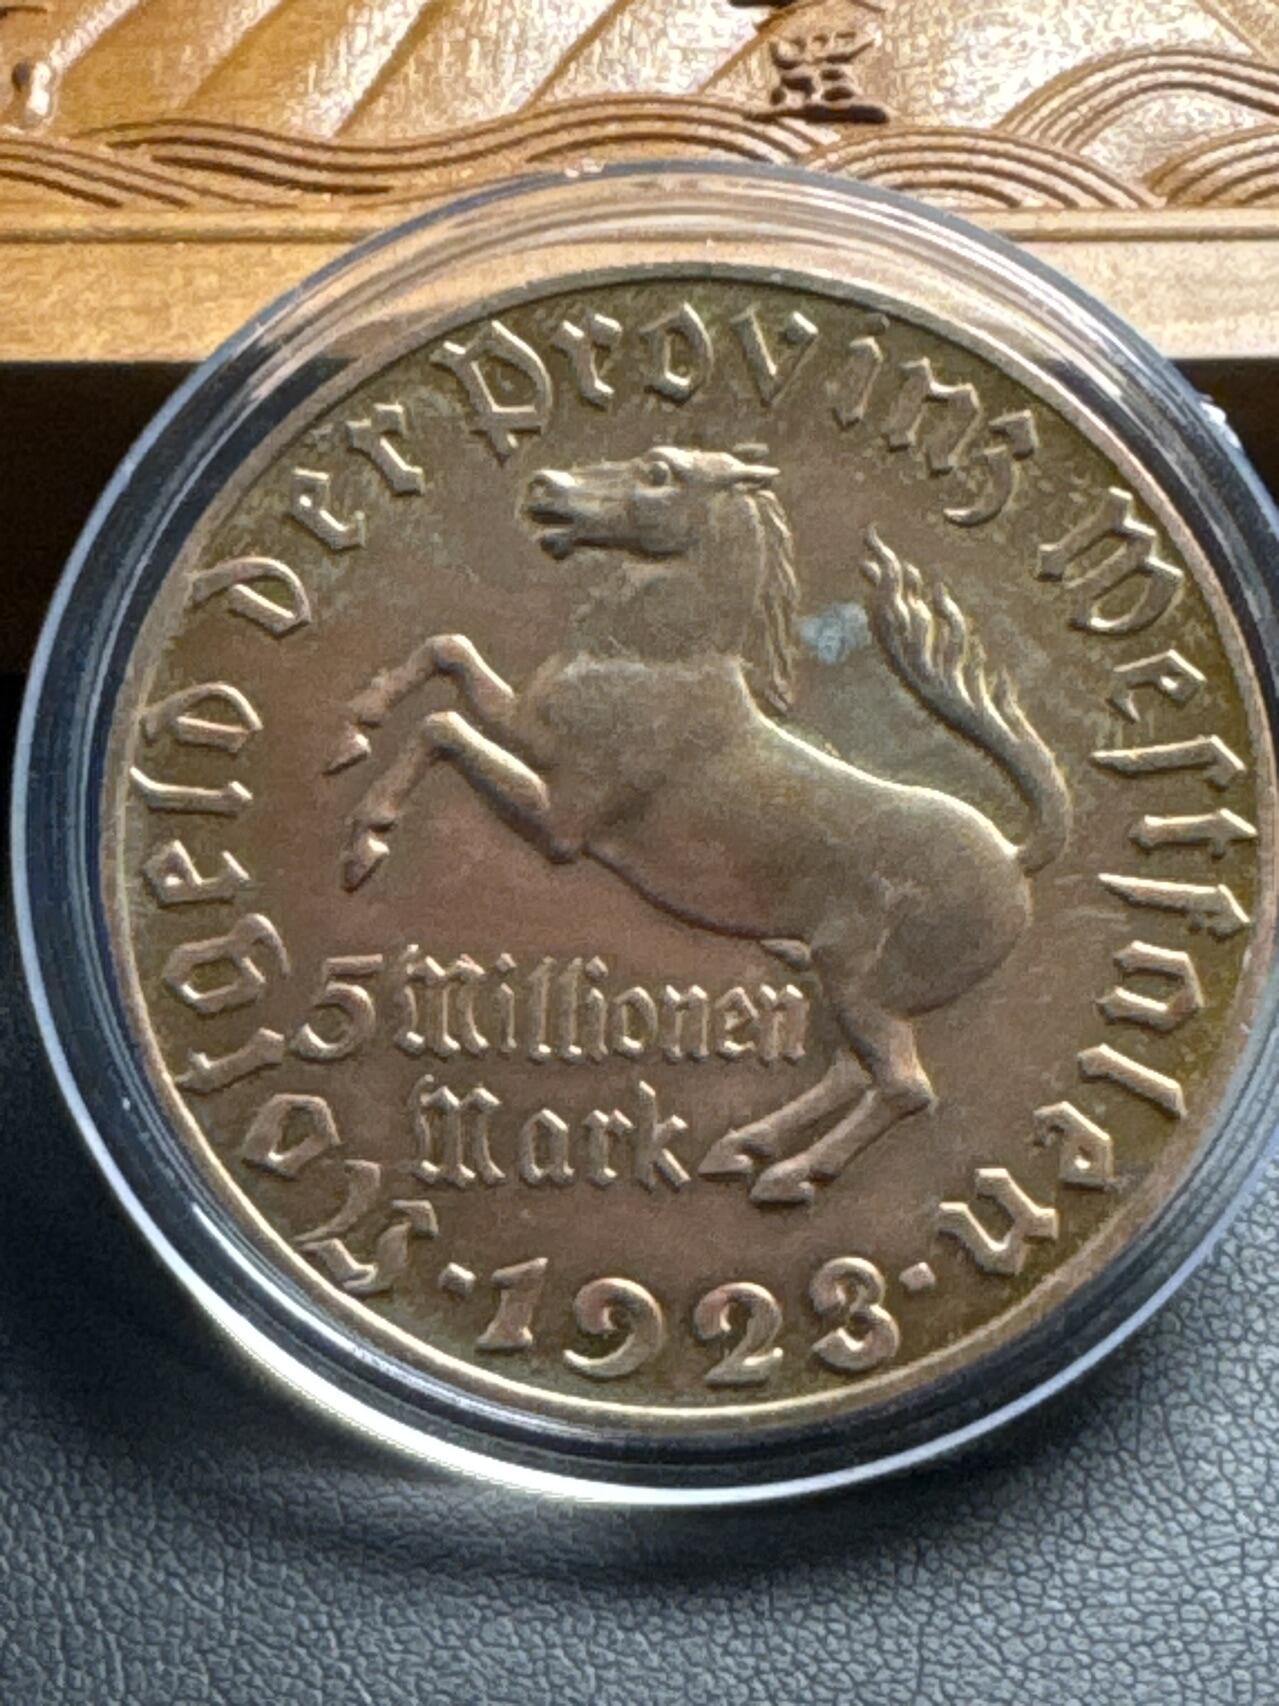 Notgeld der Provinz Westfalen
5 Millionen
Mark
·1923·